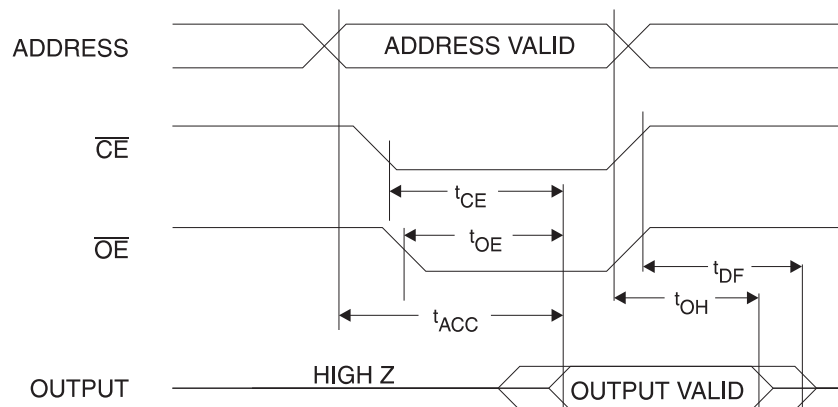 ADDRESS
ADDRESS VALID
CE
tCE
OE
tOE
tDF
tOH
tACC
OUTPUT
HIGH Z
OUTPUT VALID